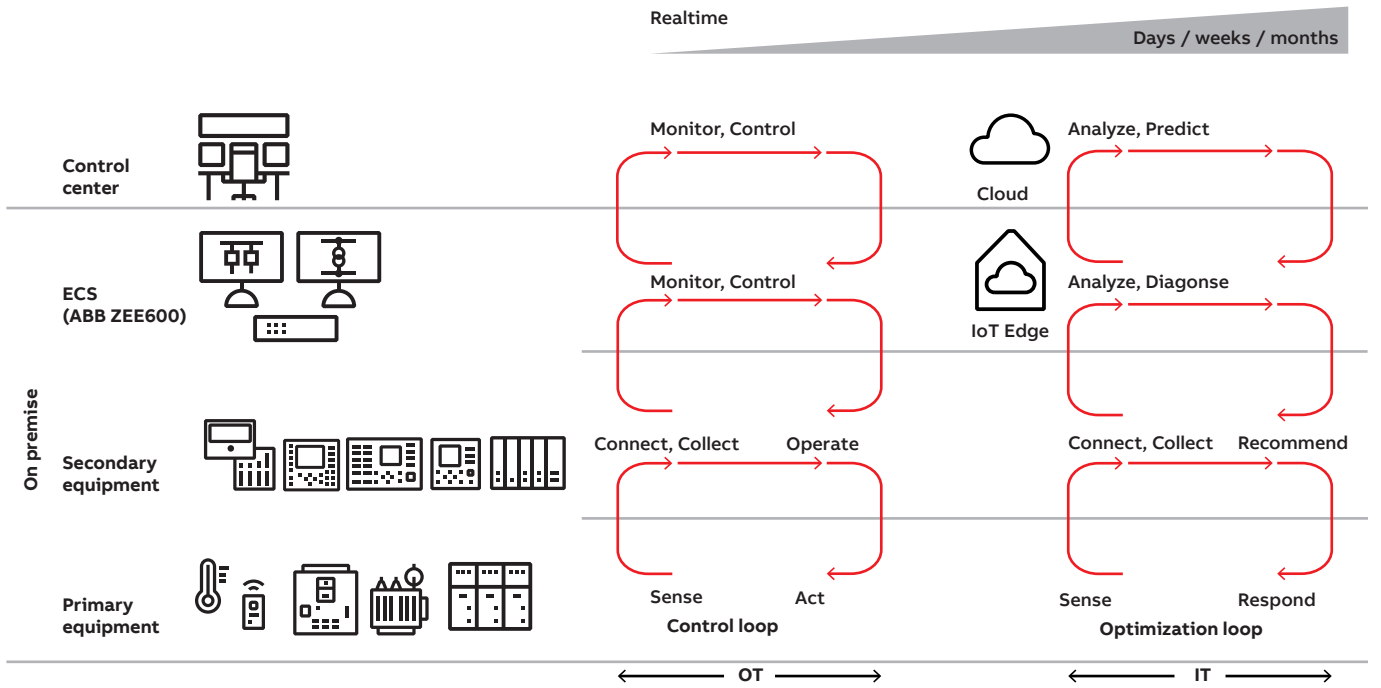 Realtime
Days / weeks / months
Control
center
Monitor, Control
Cloud
Analyze, Predict
ECS
(ABB ZEE600)
Monitor, Control
IoT Edge
Analyze, Diagonse
On premise
Secondary
equipment
Connect, Collect
Operate
Connect, Collect
Recommend
Primary
equipment
Sense
Act
Control loop
Sense
Respond
Optimization loop
OT
IT